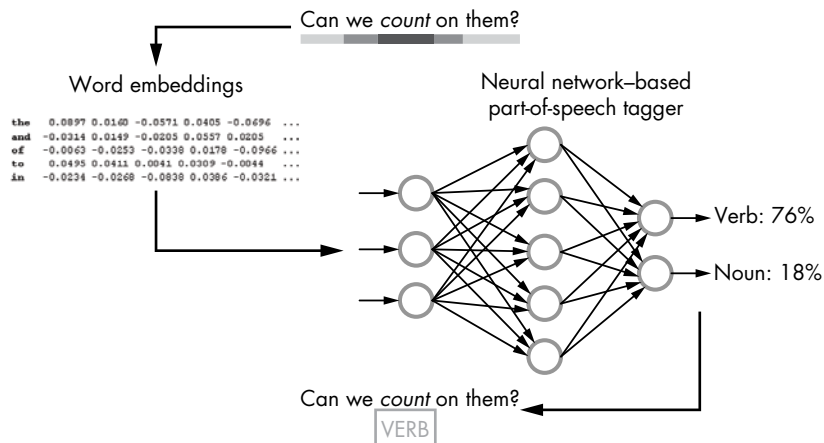 Can we count on them?
Word embeddings
the 0.0897 0.0160 -0.0571 0.0405 -0.0696 ...
and -0.0314 0.0149 -0.0205 0.0557 0.0205 ...
of -0.0063 -0.0253 -0.0338 0.0178 -0.0966 ...
to 0.0495 0.0411 0.0041 0.0309 -0.0044 ...
in -0.0234 -0.0268 -0.0838 0.0386 -0.0321 ...
Neural network–based
part-of-speech tagger
Verb: 76%
Noun: 18%
Can we count on them?
VERB